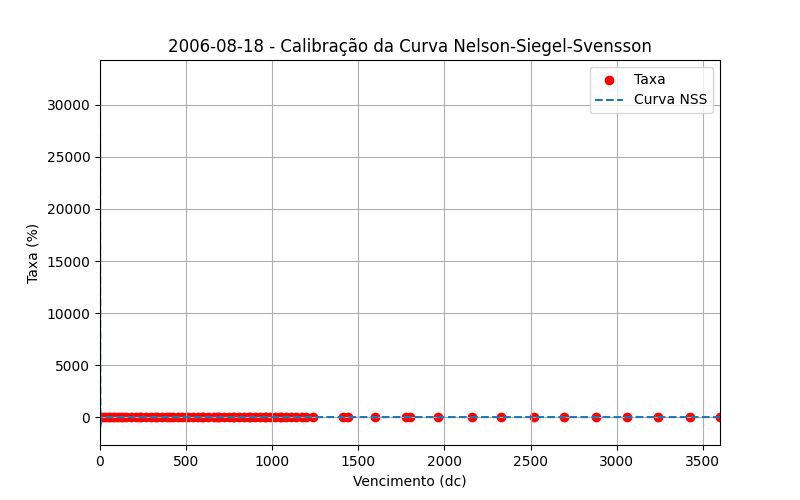 2006-08-18 - Calibração da Curva Nelson-Siegel-Svensson
Taxa
Curva NSS
Taxa (%)
30000
25000
20000
15000
10000
5000
0
0 500 1000 1500 2000 2500 3000 3500
Vencimento (dc)